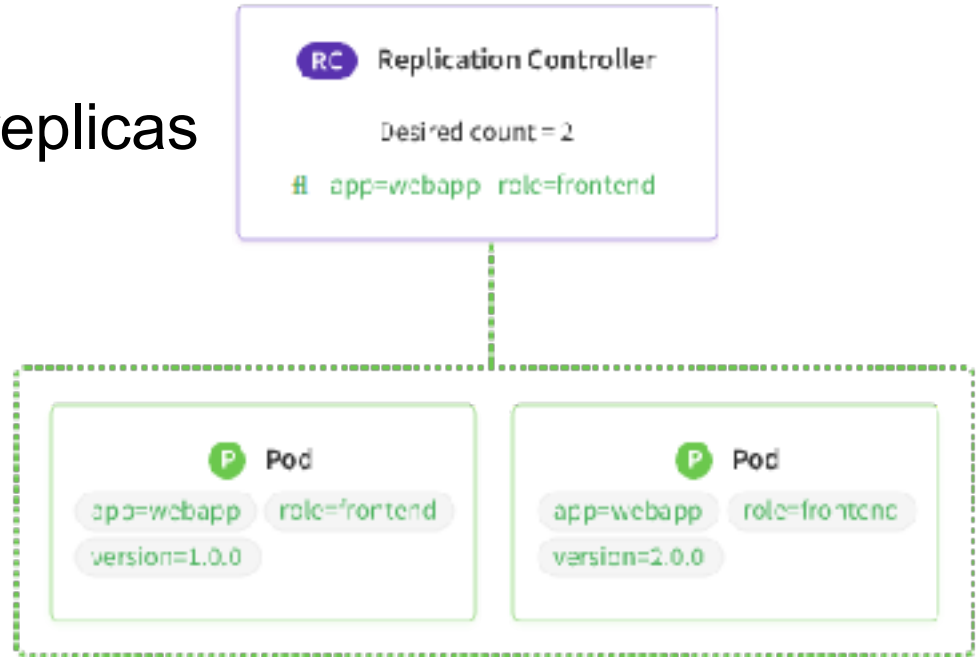 RC Replication Controller
eplicas
Desired count = 2
app=webapp role=frontend
P Pod
app=webapp role=frontend
version=1.0.0
P Pod
app=webapp role=frontend
version=2.0.0